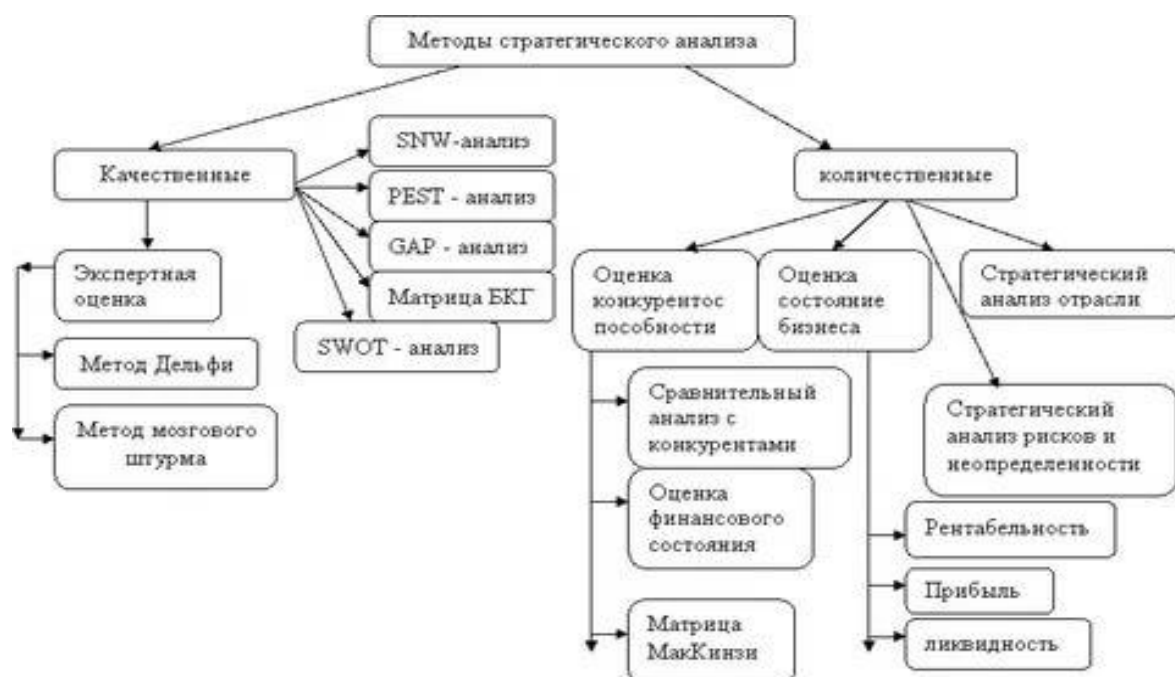 Методы стратегического анализа
Качественные
SNW-анализ
PEST - анализ
GAP - анализ
Матрица БКГ
SWOT - анализ
Экспертная
оценка
Метод Дельфи
Метод мозгового
штурма
количественные
Оценка
конкурентос
пособности
Оценка
состояние
бизнеса
Стратегический
анализ отрасли
Стратегический
анализ рисков и
неопределенности
Сравнительный
анализ с
конкурентами
Оценка
финансового
состояния
Матрица
МакКинзи
Рентабельность
Прибыль
ликвидность